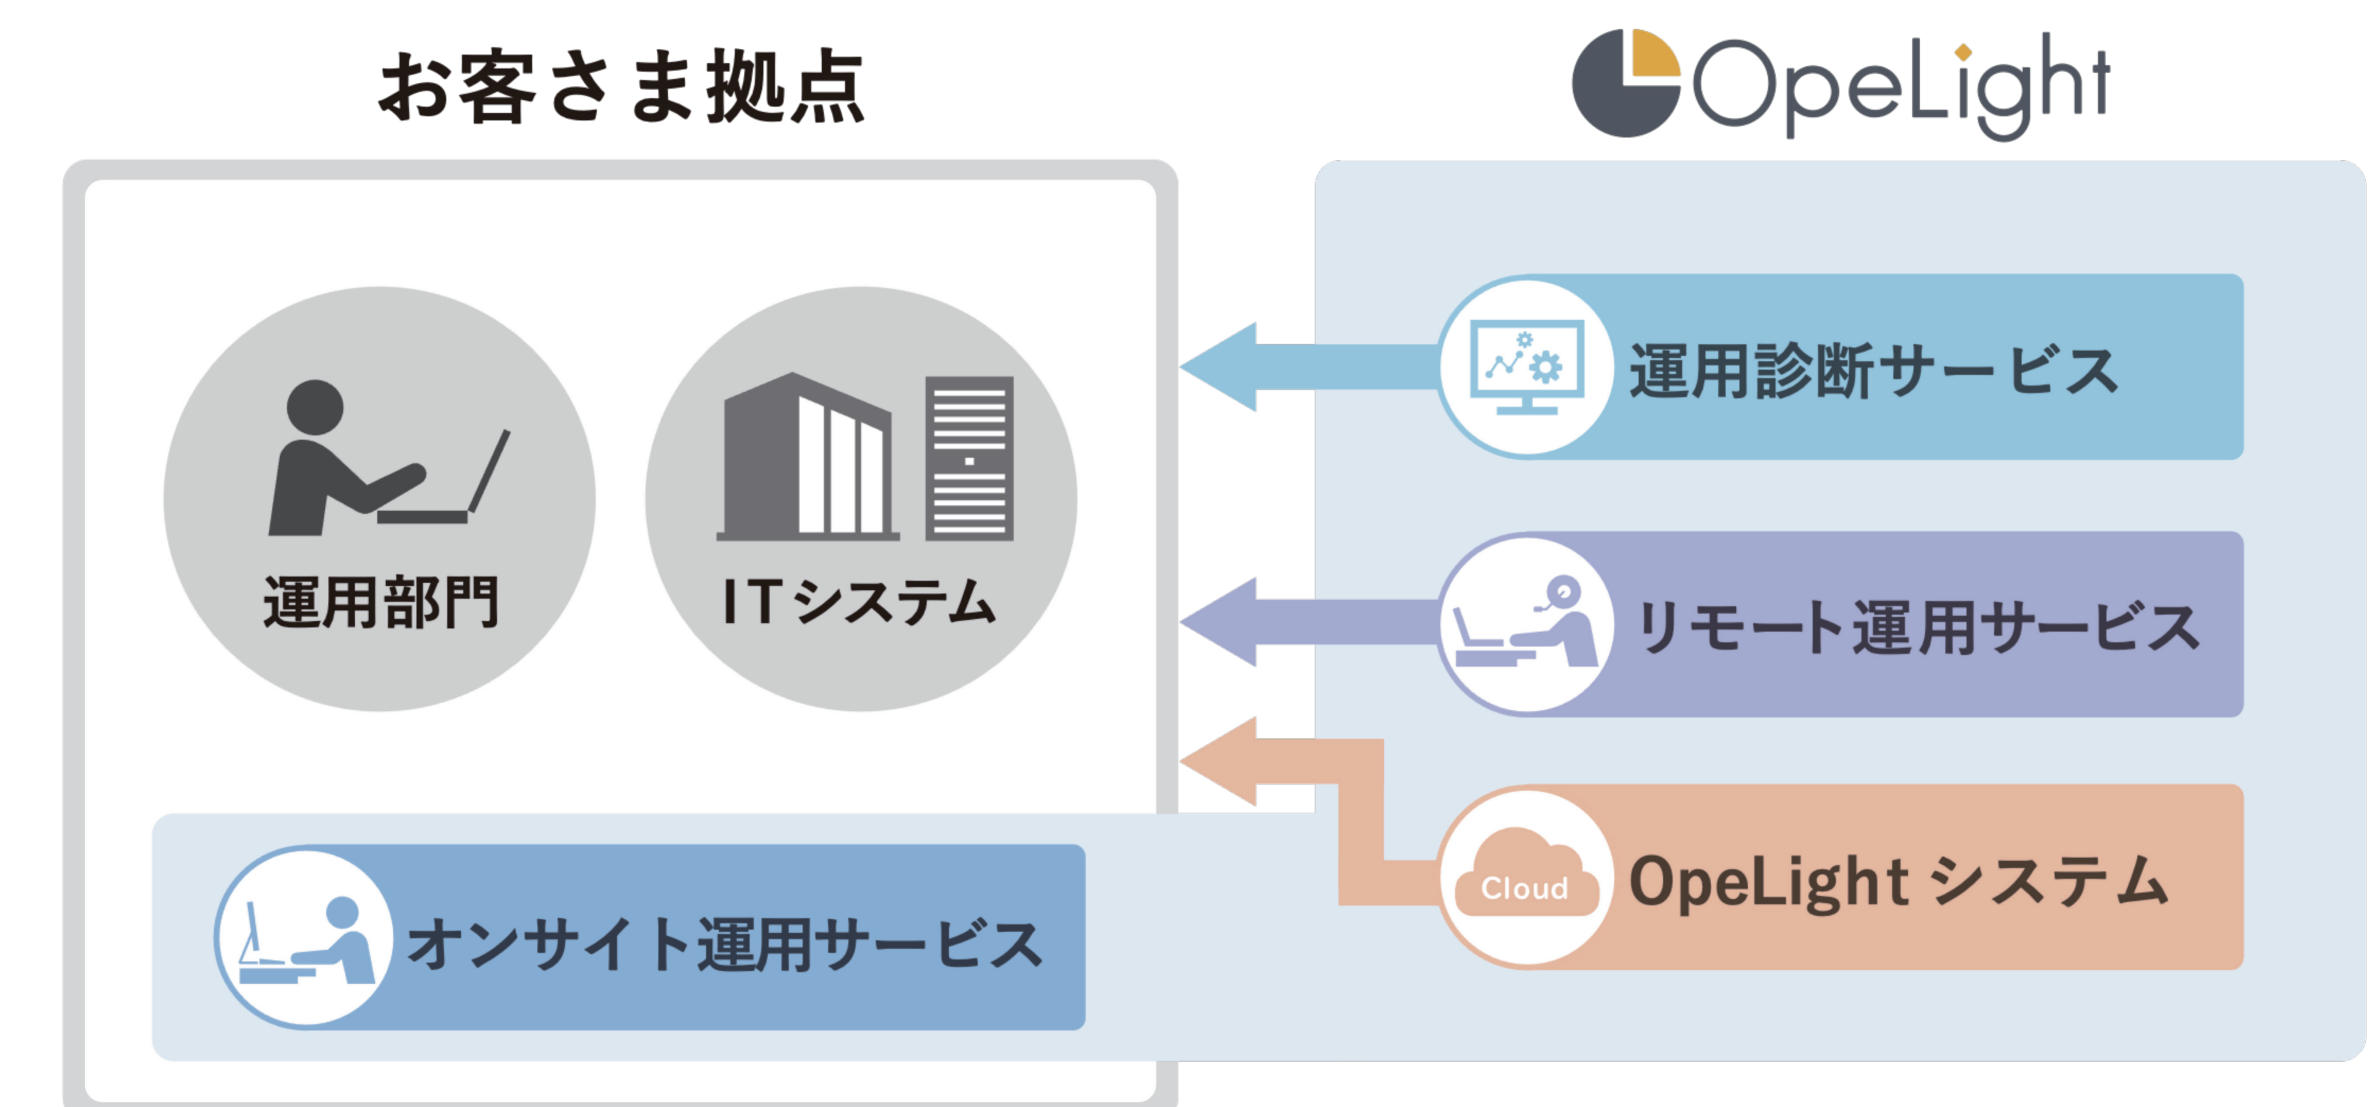 お客さま拠点
OpeLight
運用部門
ITシステム
運用診断サービス
リモート運用サービス
Cloud
OpeLight システム
オンサイト運用サービス